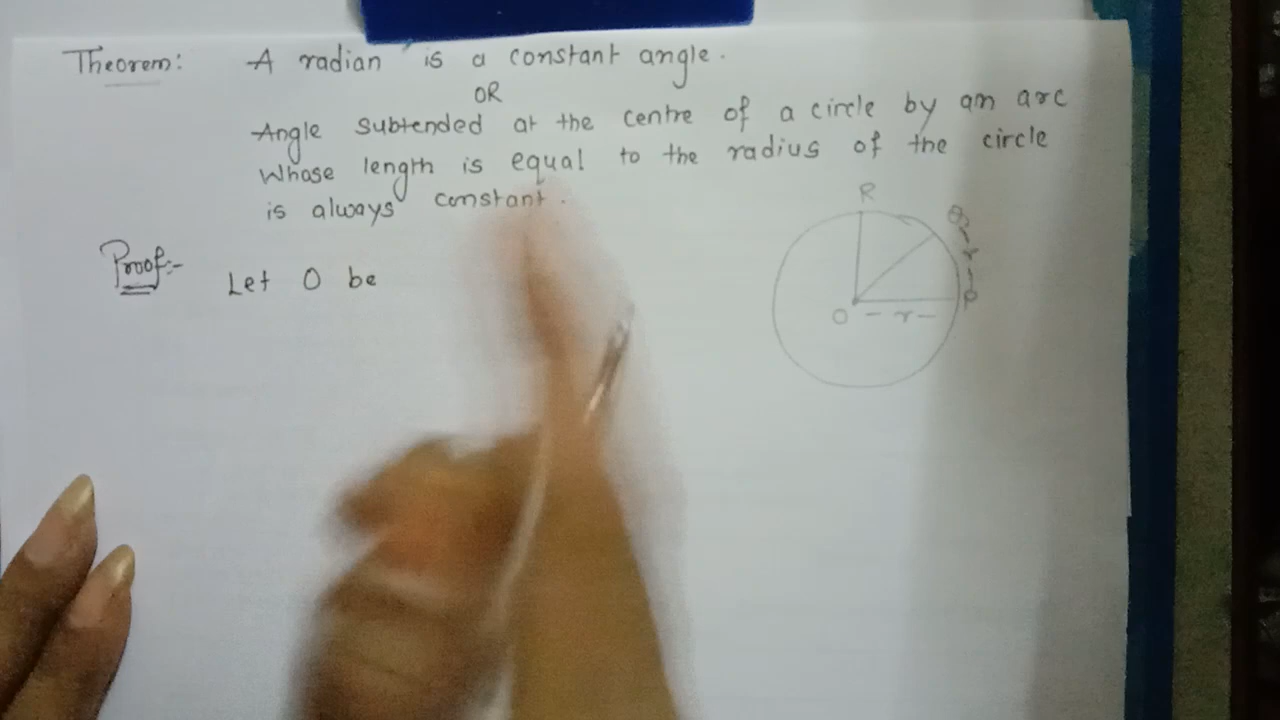 Theorem: A radian is a constant angle.
OR
Angle subtended at the centre of a circle by an arc
Whose length is equal to the radius of the circle
is always constant.
Proof:- Let O be
R
r
O - r -